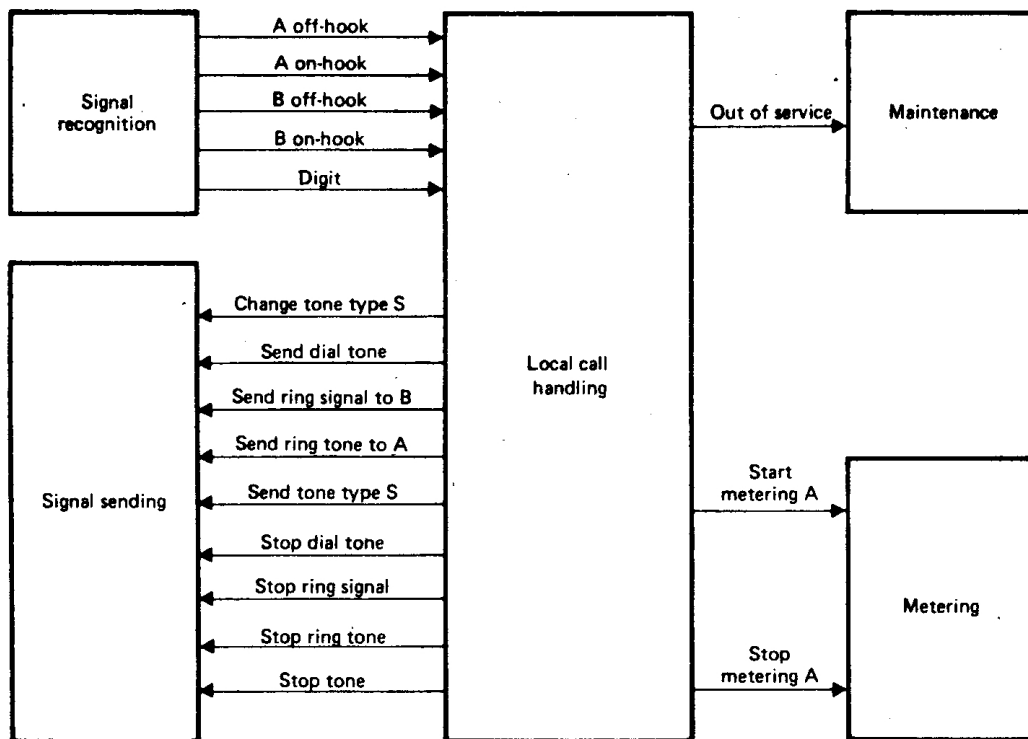 Signal
recognition
A off-hook
A on-hook
B off-hook
B on-hook
Digit
Local call
handling
Out of service
Maintenance
Signal sending
Change tone type S
Send dial tone
Send ring signal to B
Send ring tone to A
Send tone type S
Stop dial tone
Stop ring signal
Stop ring tone
Stop tone
Start
metering A
Stop
metering A
Metering